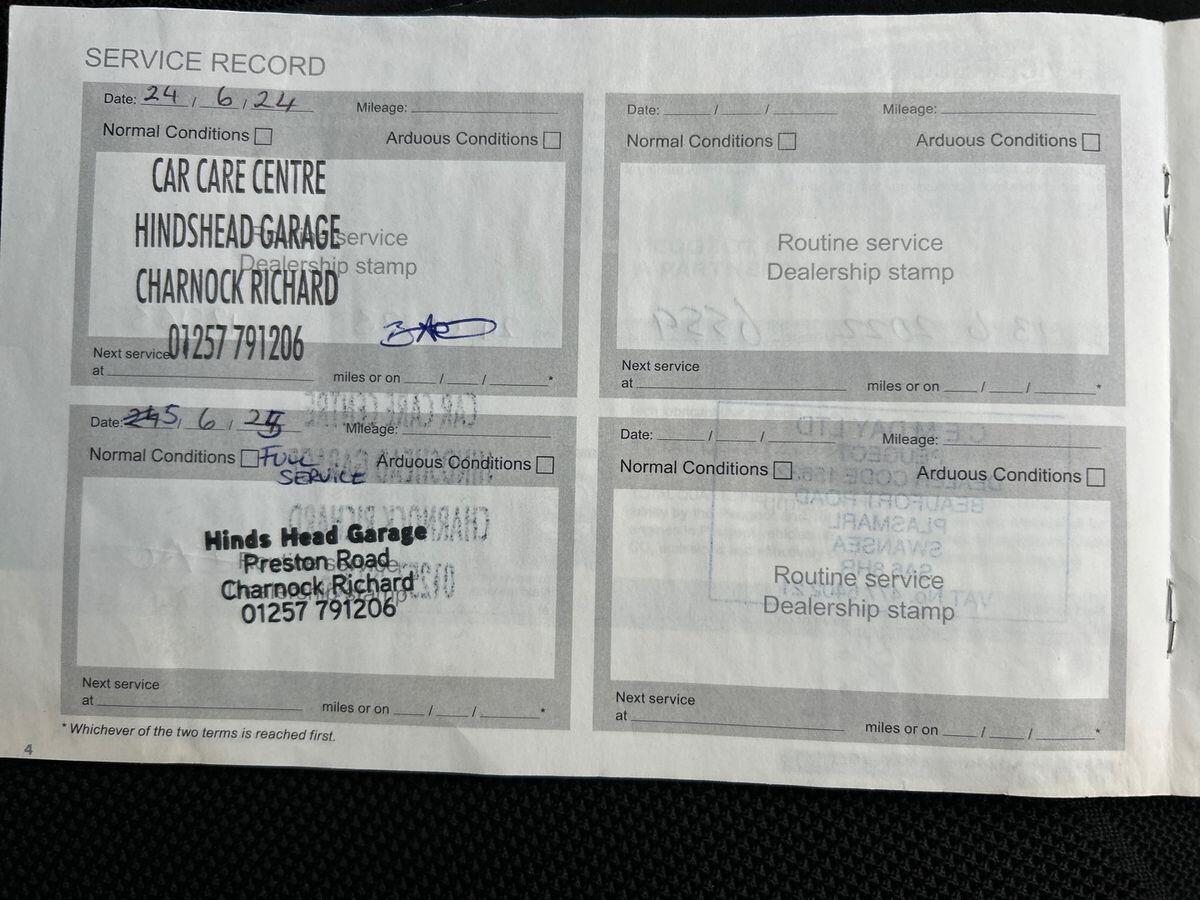 SERVICE RECORD
Date: 24 / 6 / 24 Mileage:
Normal Conditions Arduous Conditions
CAR CARE CENTRE
HINDSHEAD GARAGE
CHARNOCK RICHARD
01257 791206
Routine service
Dealership stamp
Next service
at miles or on / / *
Date: / / Mileage:
Normal Conditions Arduous Conditions
Routine service
Dealership stamp
Next service
at miles or on / / *
Date: 5 / 6 / 25 Mileage:
Normal Conditions FULL SERVICE Arduous Conditions
Hinds Head Garage
Preston Road
Charnock Richard
01257 791206
Routine service
Dealership stamp
Next service
at miles or on / / *
Date: / / Mileage:
Normal Conditions Arduous Conditions
Routine service
Dealership stamp
Next service
at miles or on / / *
* Whichever of the two terms is reached first.
4